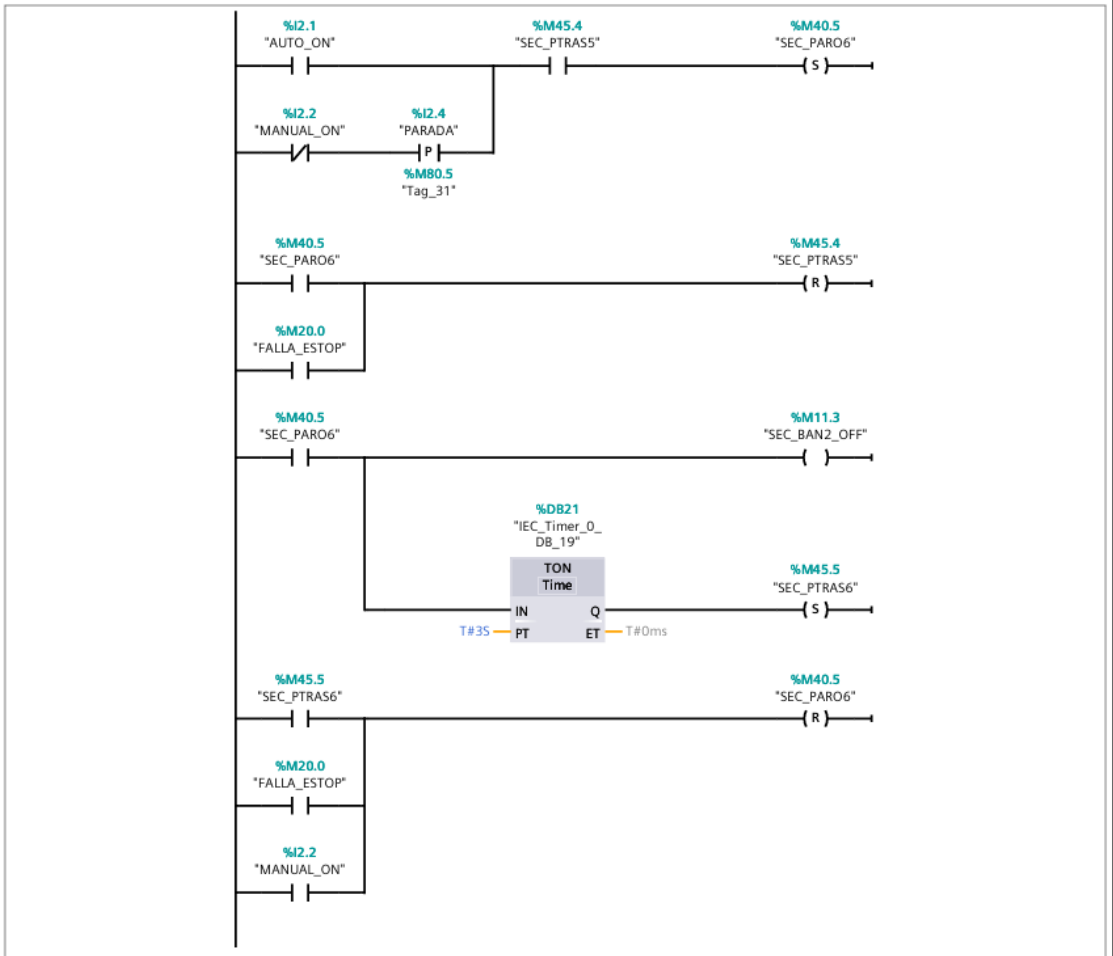 %I2.1 %M45.4 %M40.5
"AUTO_ON" "SEC_PTRAS5" "SEC_PARO6"
S
%I2.2 %I2.4
"MANUAL_ON" "PARADA"
P
%M80.5
"Tag_31"
%M40.5 %M45.4
"SEC_PARO6" "SEC_PTRAS5"
R
%M20.0
"FALLA_ESTOP"
%M40.5 %M11.3
"SEC_PARO6" "SEC_BAN2_OFF"
%DB21
"IEC_Timer_0_
DB_19"
TON
Time
%M45.5
"SEC_PTRAS6"
IN Q S
T#3S PT ET T#0ms
%M45.5 %M40.5
"SEC_PTRAS6" "SEC_PARO6"
R
%M20.0
"FALLA_ESTOP"
%I2.2
"MANUAL_ON"